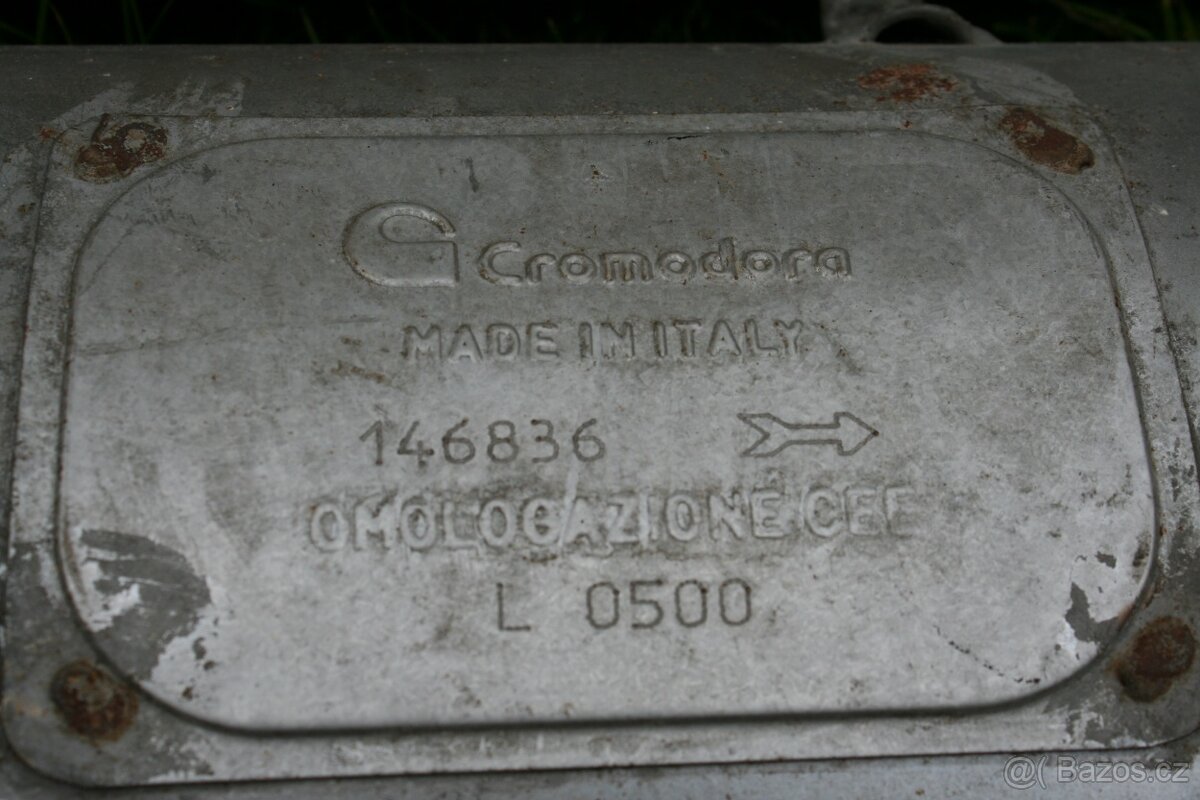 Cromodora
MADE IN ITALY
146836
OMOLOGAZIONE CEE
L 0500
@( Bazos.cz